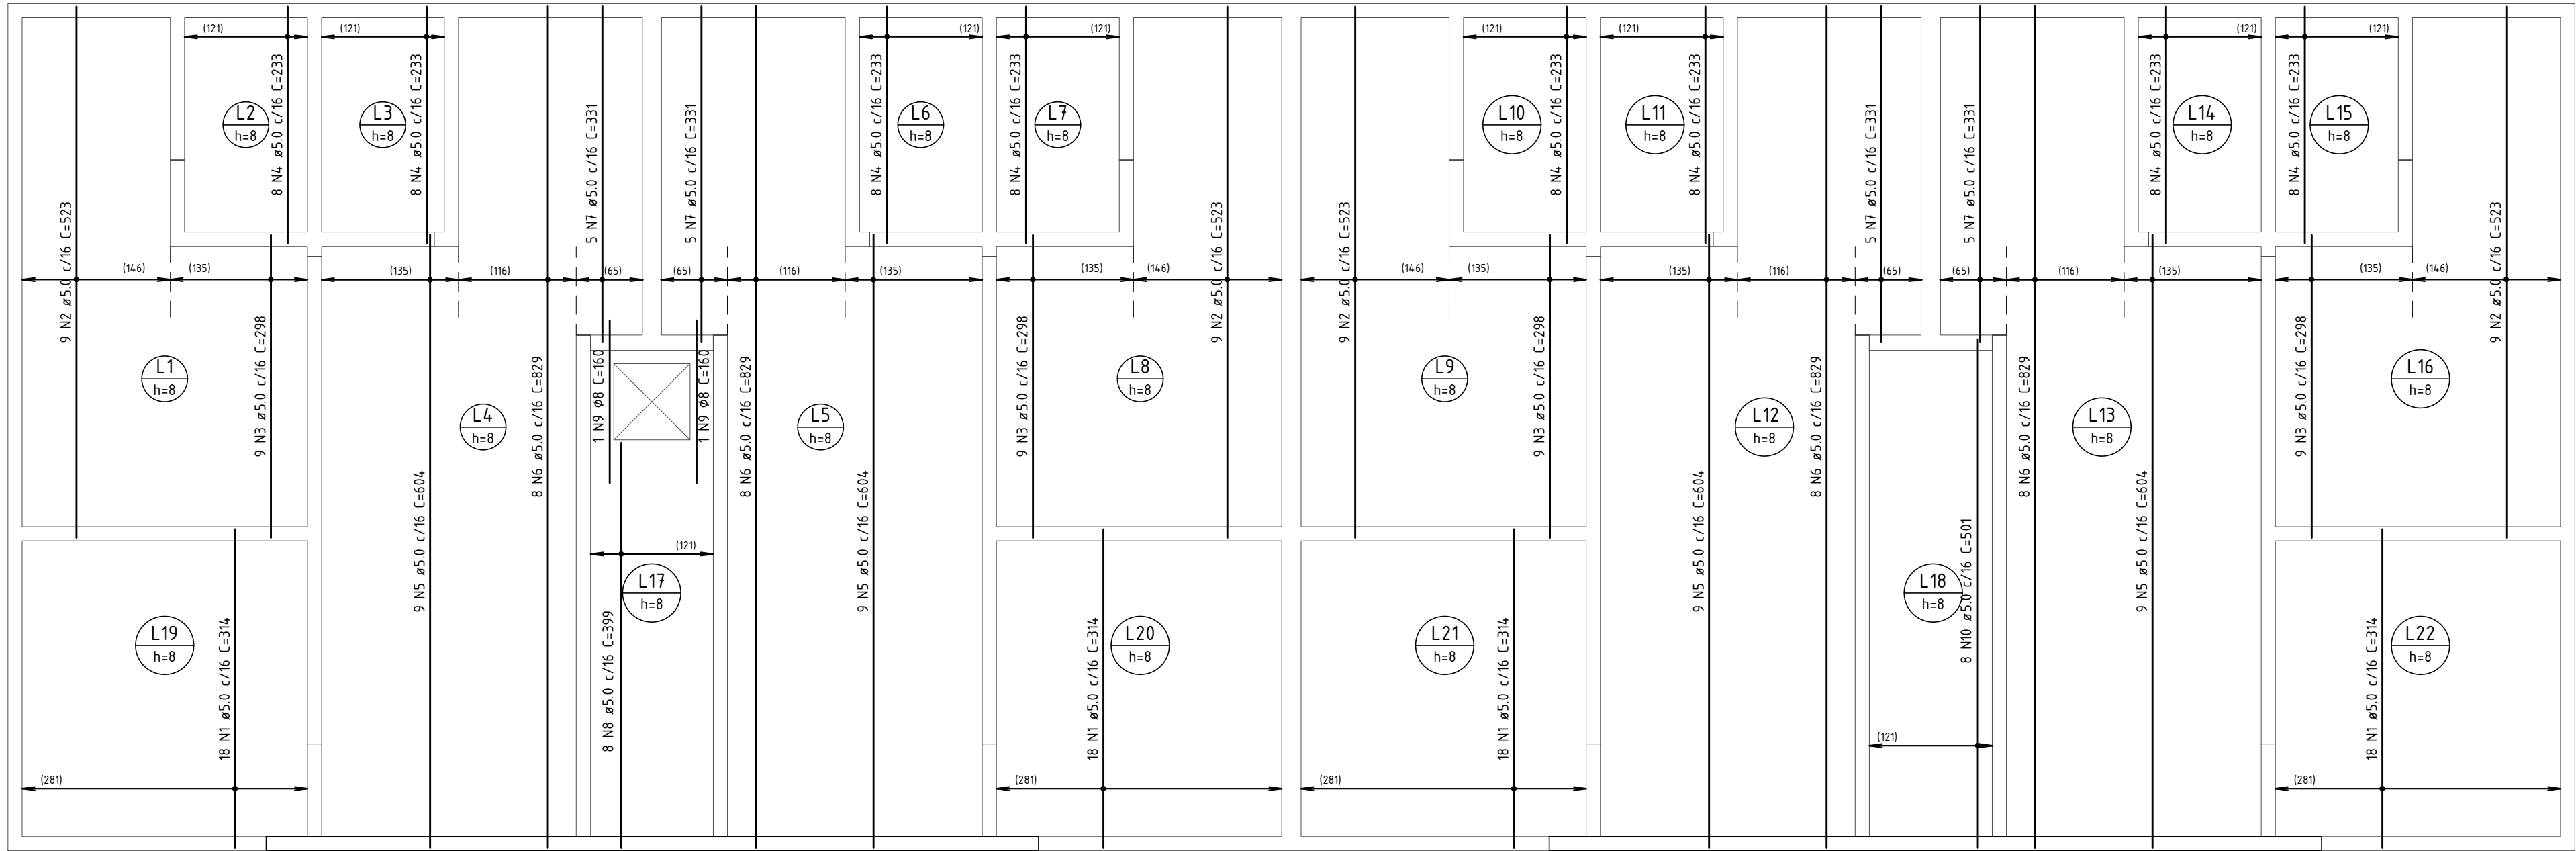 (121)
(121)
(121)
(121)
(121)
(121)
(121)
(121)
8 N4 ø5.0 c/16 C=233
8 N4 ø5.0 c/16 C=233
8 N4 ø5.0 c/16 C=233
8 N4 ø5.0 c/16 C=233
8 N4 ø5.0 c/16 C=233
8 N4 ø5.0 c/16 C=233
8 N4 ø5.0 c/16 C=233
8 N4 ø5.0 c/16 C=233
L2
h=8
L3
h=8
L6
h=8
L7
h=8
L10
h=8
L11
h=8
L14
h=8
L15
h=8
5 N7 ø5.0 c/16 C=331
5 N7 ø5.0 c/16 C=331
5 N7 ø5.0 c/16 C=331
5 N7 ø5.0 c/16 C=331
9 N2 ø5.0 c/16 C=523
9 N2 ø5.0 c/16 C=523
9 N2 ø5.0 c/16 C=523
9 N2 ø5.0 c/16 C=523
(146)
(135)
(135)
(116)
(65)
(65)
(116)
(135)
(135)
(146)
(146)
(135)
(135)
(116)
(65)
(65)
(116)
(135)
(135)
(146)
9 N3 ø5.0 c/16 C=298
9 N3 ø5.0 c/16 C=298
9 N3 ø5.0 c/16 C=298
9 N3 ø5.0 c/16 C=298
L1
h=8
L8
h=8
L9
h=8
L16
h=8
8 N6 ø5.0 c/16 C=829
1 N9 ø8 C=160
1 N9 ø8 C=160
8 N6 ø5.0 c/16 C=829
8 N6 ø5.0 c/16 C=829
8 N6 ø5.0 c/16 C=829
L4
h=8
L5
h=8
L12
h=8
L13
h=8
9 N5 ø5.0 c/16 C=604
9 N5 ø5.0 c/16 C=604
9 N5 ø5.0 c/16 C=604
9 N5 ø5.0 c/16 C=604
(121)
L17
h=8
L18
h=8
8 N10 ø5.0 c/16 C=501
8 N8 ø5.0 c/16 C=399
L19
h=8
L20
h=8
L21
h=8
L22
h=8
18 N1 ø5.0 c/16 C=314
18 N1 ø5.0 c/16 C=314
18 N1 ø5.0 c/16 C=314
18 N1 ø5.0 c/16 C=314
(121)
(281)
(281)
(281)
(281)